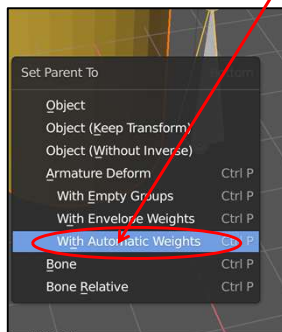 Set Parent To
Object
Object (Keep Transform)
Object (Without Inverse)
Armature Deform Ctrl P
With Empty Groups Ctrl P
With Envelope Weights Ctrl P
With Automatic Weights Ctrl P
Bone Ctrl P
Bone Relative Ctrl P